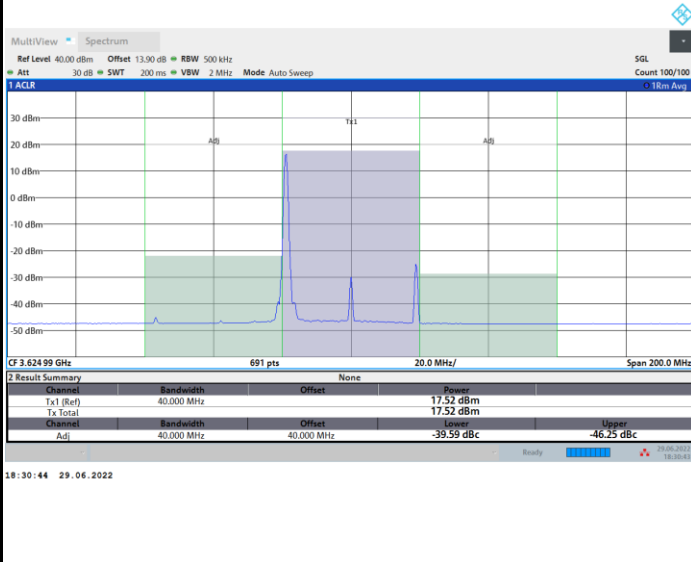 MultiView Spectrum
Ref Level 40.00 dBm Offset 13.90 dB RBW 500 kHz SGL
Att 30 dB SWT 200 ms VBW 2 MHz Mode Auto Sweep Count 100/100
1 ACLR 1Rm Avg
30 dBm
Tx1
20 dBm
Adj Adj
10 dBm
0 dBm
-10 dBm
-20 dBm
-30 dBm
-40 dBm
-50 dBm
CF 3.624 99 GHz 691 pts 20.0 MHz/ Span 200.0 MHz
2 Result Summary None
Channel Bandwidth Offset Power
Tx1 (Ref) 40.000 MHz 17.52 dBm
Tx Total 17.52 dBm
Channel Bandwidth Offset Lower Upper
Adj 40.000 MHz 40.000 MHz -39.59 dBc -46.25 dBc
Ready 29.06.2022
18:30:43
18:30:44 29.06.2022